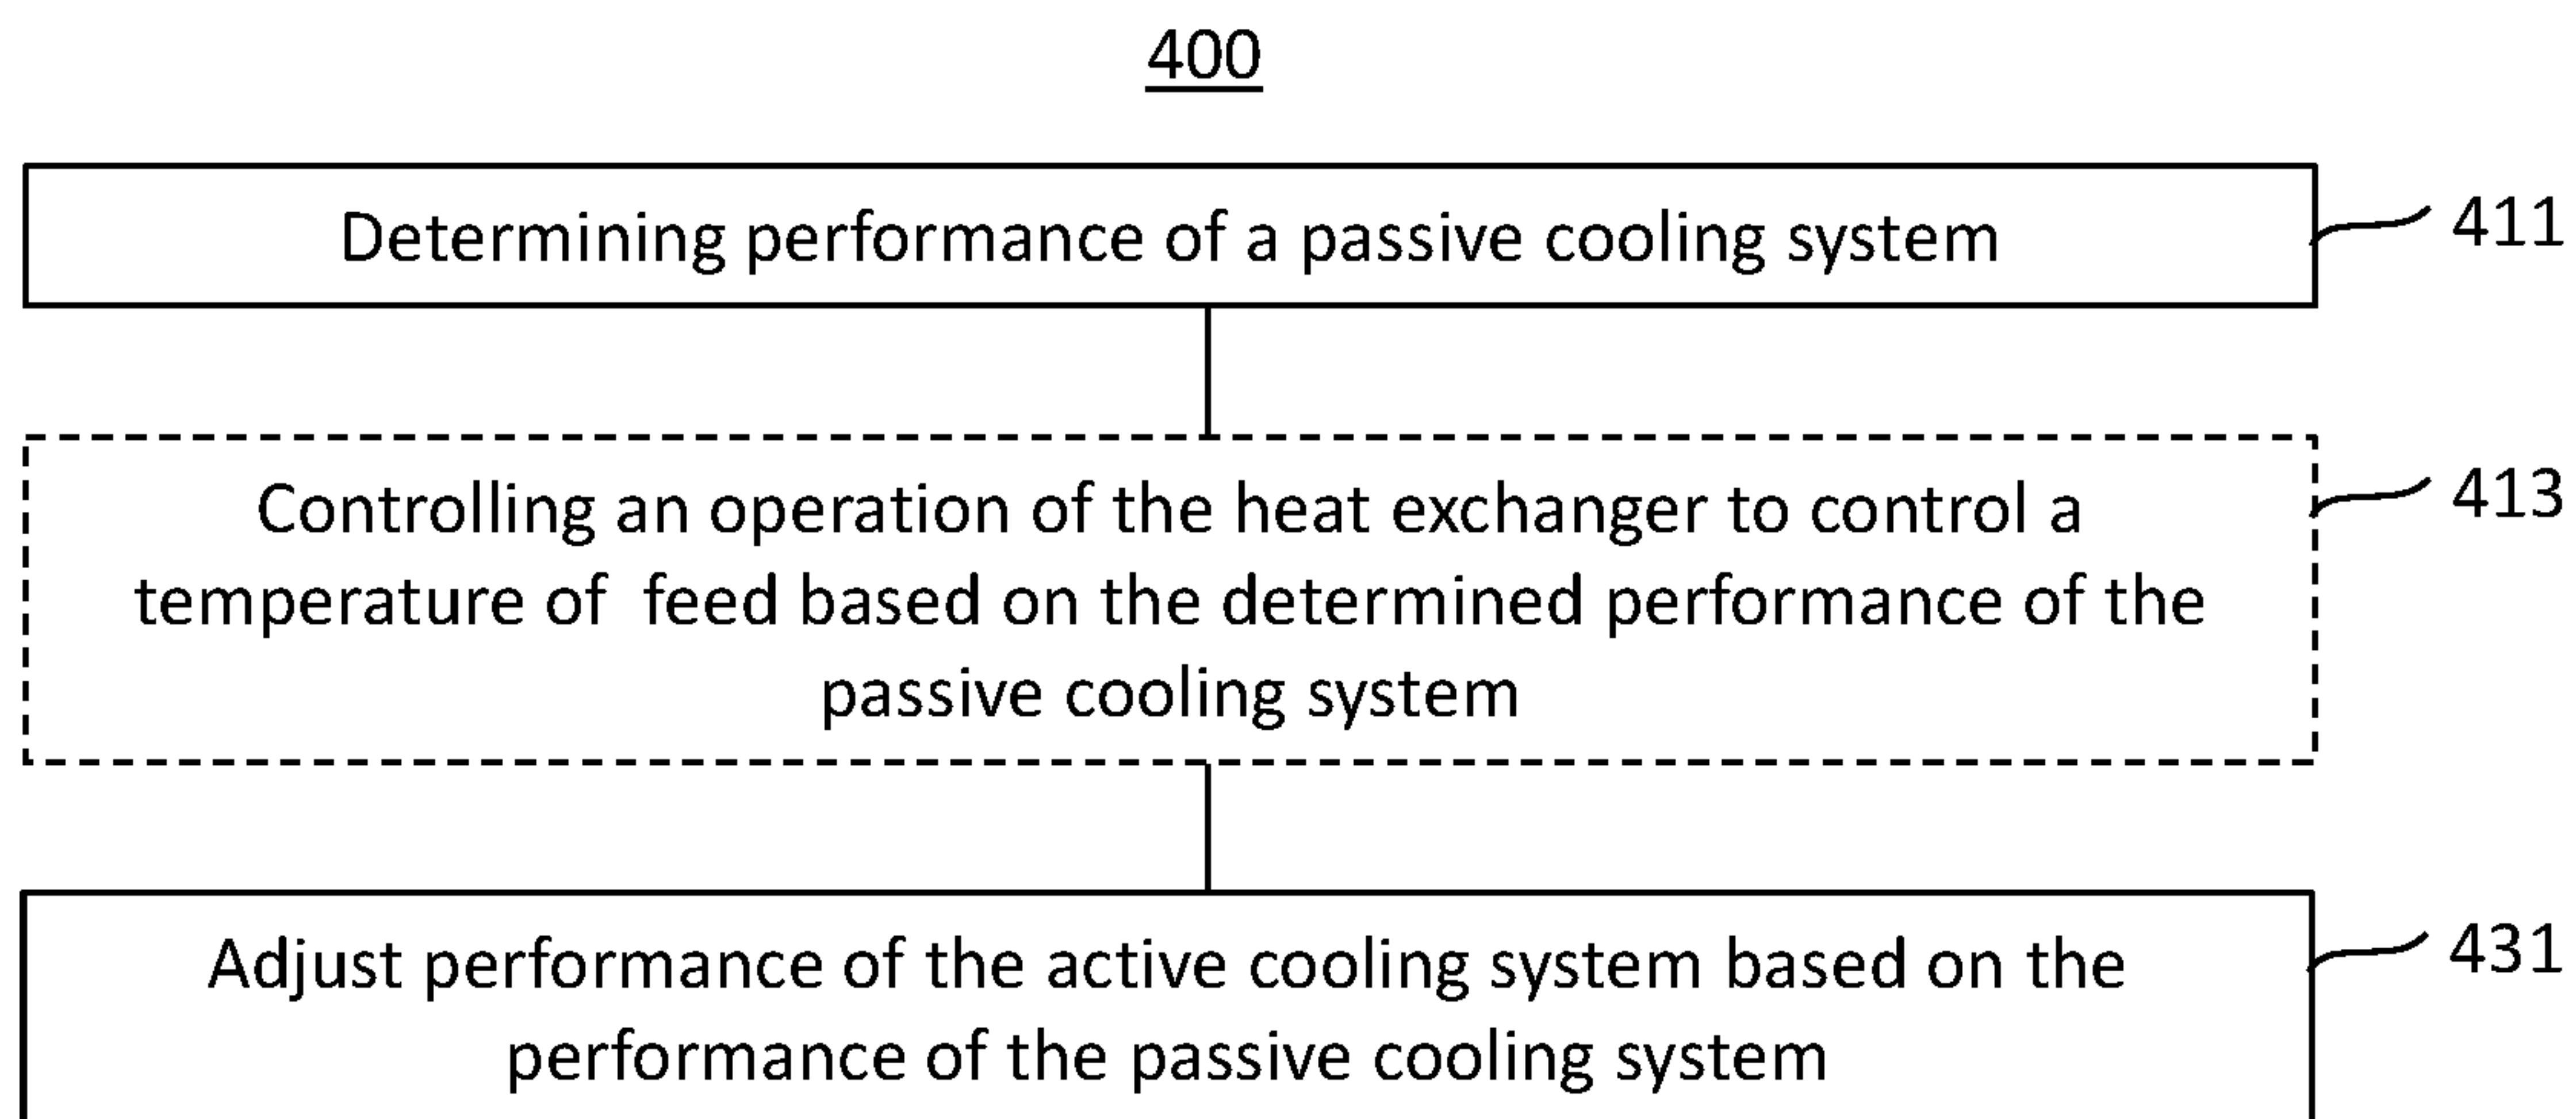 400
Determining performance of a passive cooling system
411
Controlling an operation of the heat exchanger to control a
413
temperature of feed based on the determined performance of the
passive cooling system
Adjust performance of the active cooling system based on the
431
performance of the passive cooling system